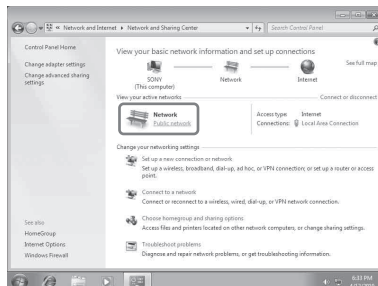 Network and Internet ▸ Network and Sharing Center
Search Control Panel
Control Panel Home
Change adapter settings
Change advanced sharing
settings
View your basic network information and set up connections
See full map
SONY
(This computer)
Network
Internet
View your active networks
Connect or disconnect
Network
Public network
Access type
Internet
Connections:
Local Area Connection
Change your networking settings
Set up a new connection or network
Set up a wireless, broadband, dial-up, ad hoc, or VPN connection; or set up a router or access
point.
Connect to a network
Connect or reconnect to a wireless, wired, dial-up, or VPN network connection.
Choose homegroup and sharing options
Access files and printers located on other network computers, or change sharing settings.
Troubleshoot problems
Diagnose and repair network problems, or get troubleshooting information.
See also
HomeGroup
Internet Options
Windows Firewall
6:33 PM